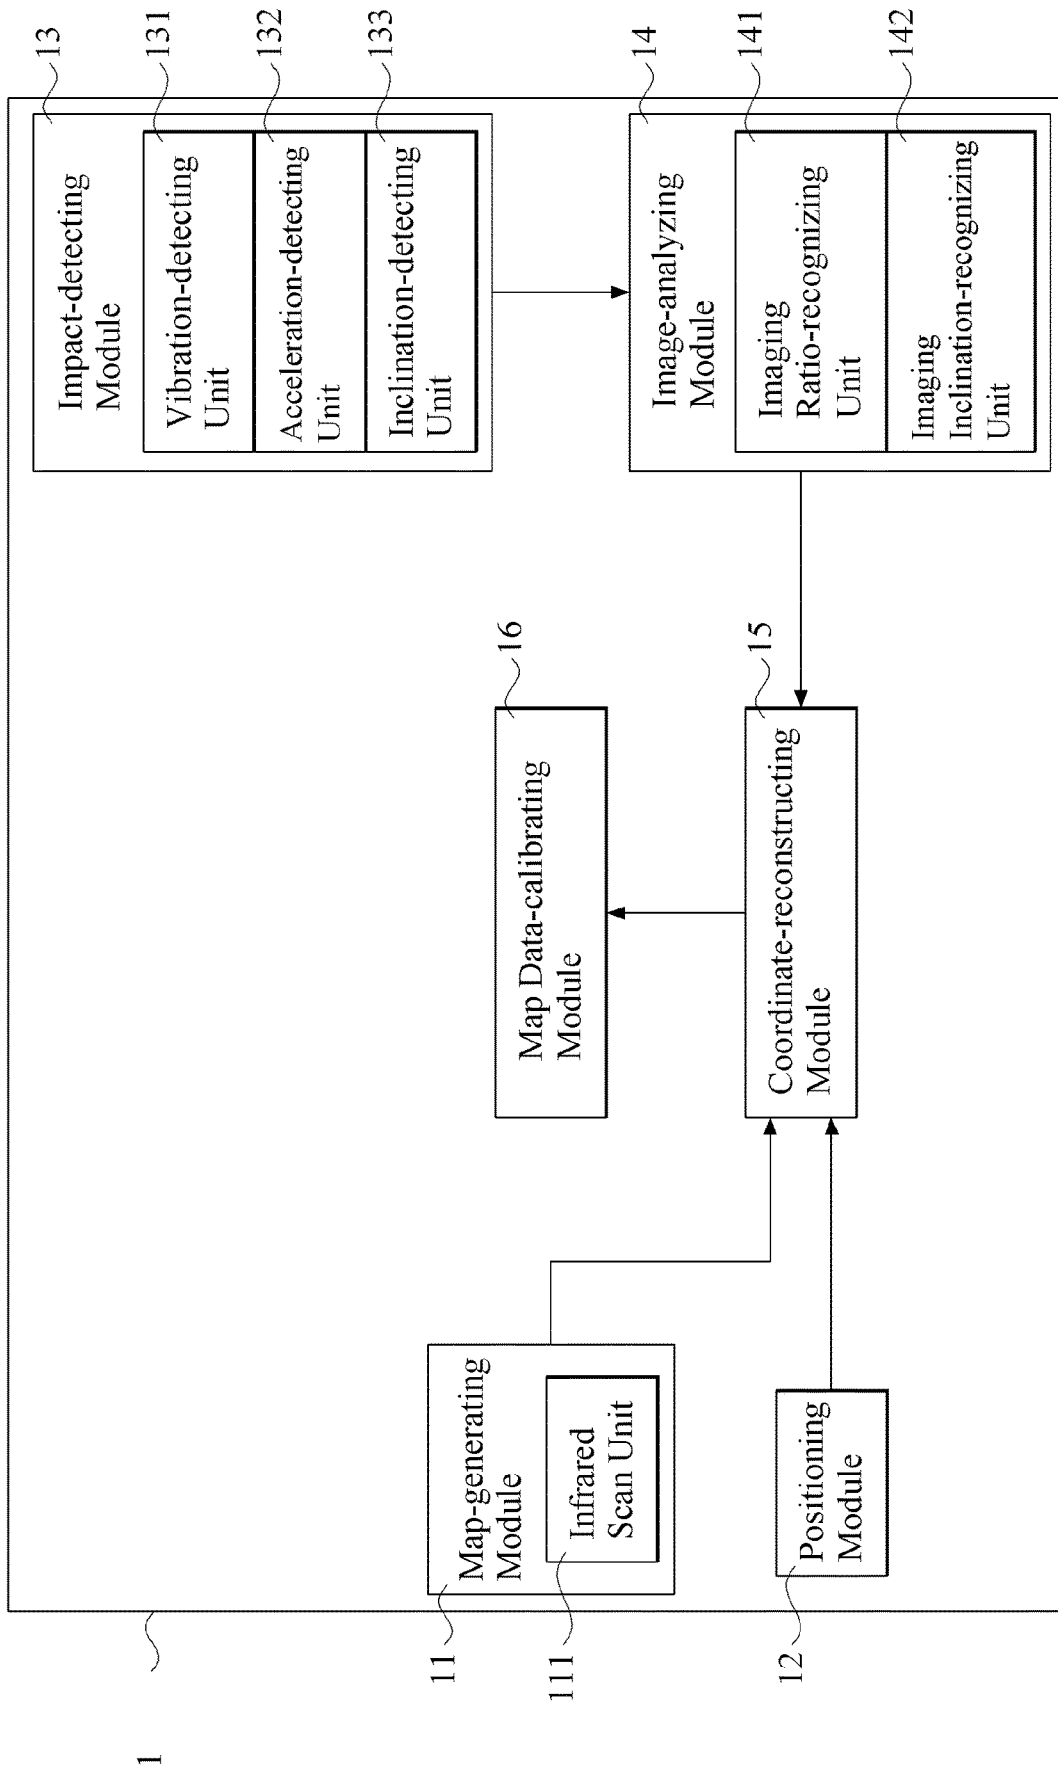 1
11
Map-generating
Module
111
Infrared
Scan Unit
12
Positioning
Module
16
Map Data-calibrating
Module
15
Coordinate-reconstructing
Module
13
Impact-detecting
Module
131
Vibration-detecting
Unit
132
Acceleration-detecting
Unit
133
Inclination-detecting
Unit
14
Image-analyzing
Module
141
Imaging
Ratio-recognizing
Unit
142
Imaging
Inclination-recognizing
Unit